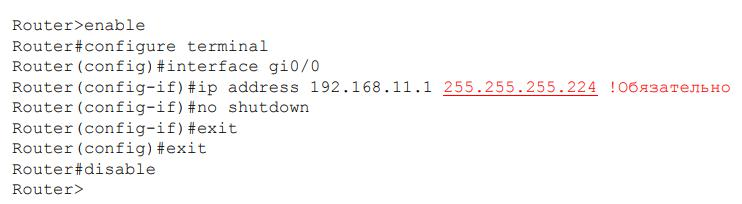 Router>enable
Router#configure terminal
Router(config)#interface gi0/0
Router(config-if)#ip address 192.168.11.1 255.255.255.224 !Обязательно
Router(config-if)#no shutdown
Router(config-if)#exit
Router(config)#exit
Router#disable
Router>